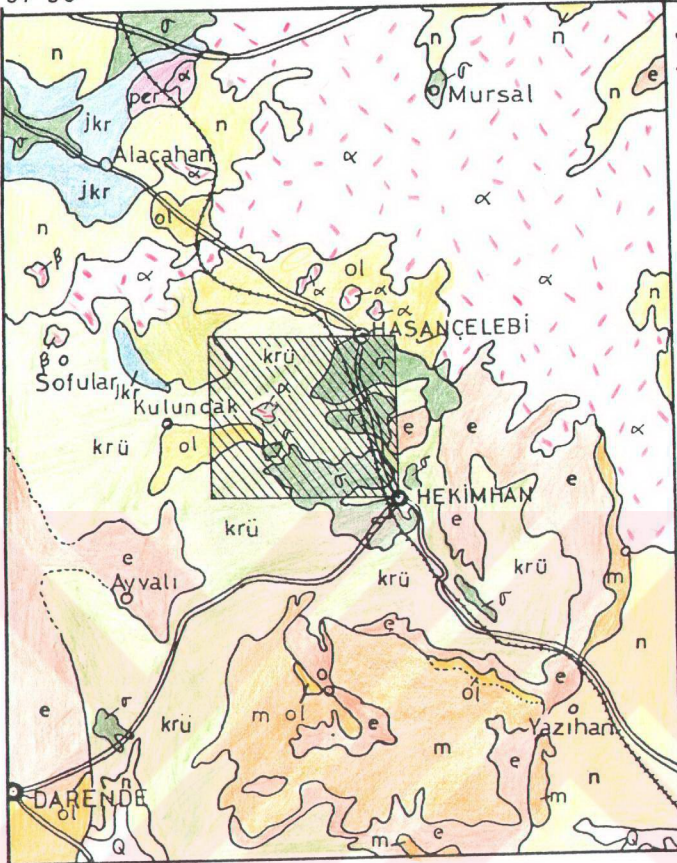 σ n n
n α σ e
per Mursal n
jkr n
σ Alaçahan α
α α
jkr
n ol
β α ol α n
α α α
HASANÇELEBİ
β krü σ
Sofular jkr α
Kuluncak e e α
krü ol σ e
σ σ
HEKİMHAN
krü e
e krü krü m
Ayvalı σ n
e
ol e
e σ m ol
krü e Yazıhan
m e
n n
DARENDE m
ol
Q m e Q